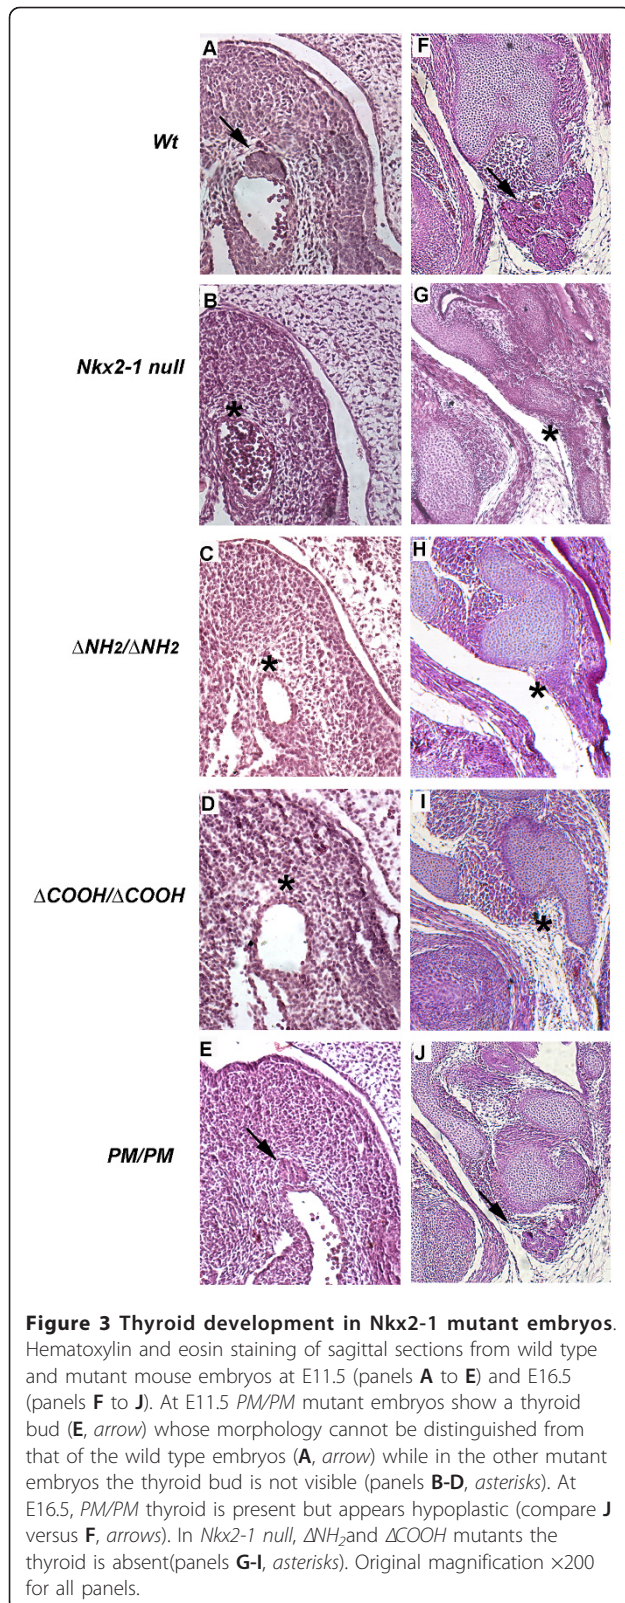 A
F
Wt
B
G
Nkx2-1 null
C
H
ΔNH2/ΔNH2
D
I
ΔCOOH/ΔCOOH
E
J
PM/PM
Figure 3 Thyroid development in Nkx2-1 mutant embryos.
Hematoxylin and eosin staining of sagittal sections from wild type
and mutant mouse embryos at E11.5 (panels A to E) and E16.5
(panels F to J). At E11.5 PM/PM mutant embryos show a thyroid
bud (E, arrow) whose morphology cannot be distinguished from
that of the wild type embryos (A, arrow) while in the other mutant
embryos the thyroid bud is not visible (panels B-D, asterisks). At
E16.5, PM/PM thyroid is present but appears hypoplastic (compare J
versus F, arrows). In Nkx2-1 null, ΔNH2and ΔCOOH mutants the
thyroid is absent(panels G-I, asterisks). Original magnification ×200
for all panels.